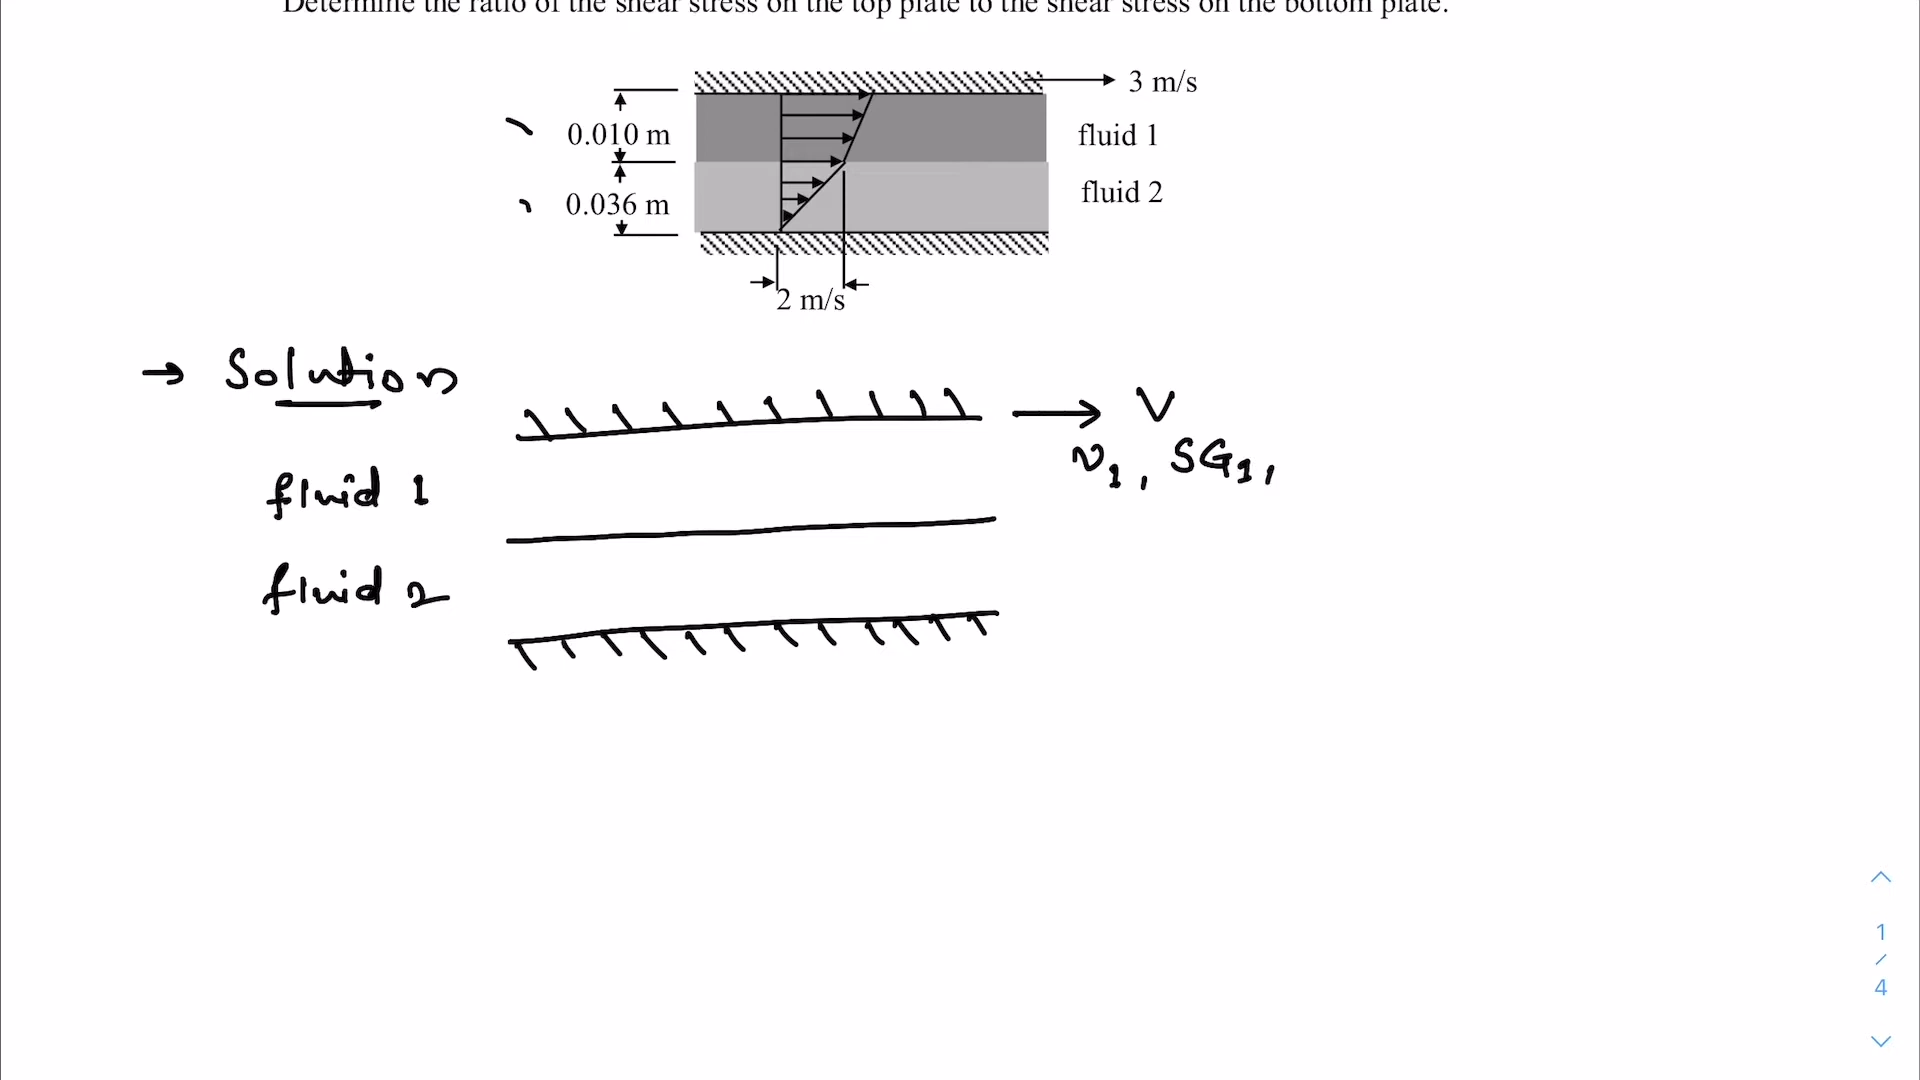 Determine the ratio of the shear stress on the top plate to the shear stress on the bottom plate.
3 m/s
0.010 m
fluid 1
0.036 m
fluid 2
2 m/s
→ Solution
V
ν1, SG1,
fluid 1
fluid 2
1
/
4